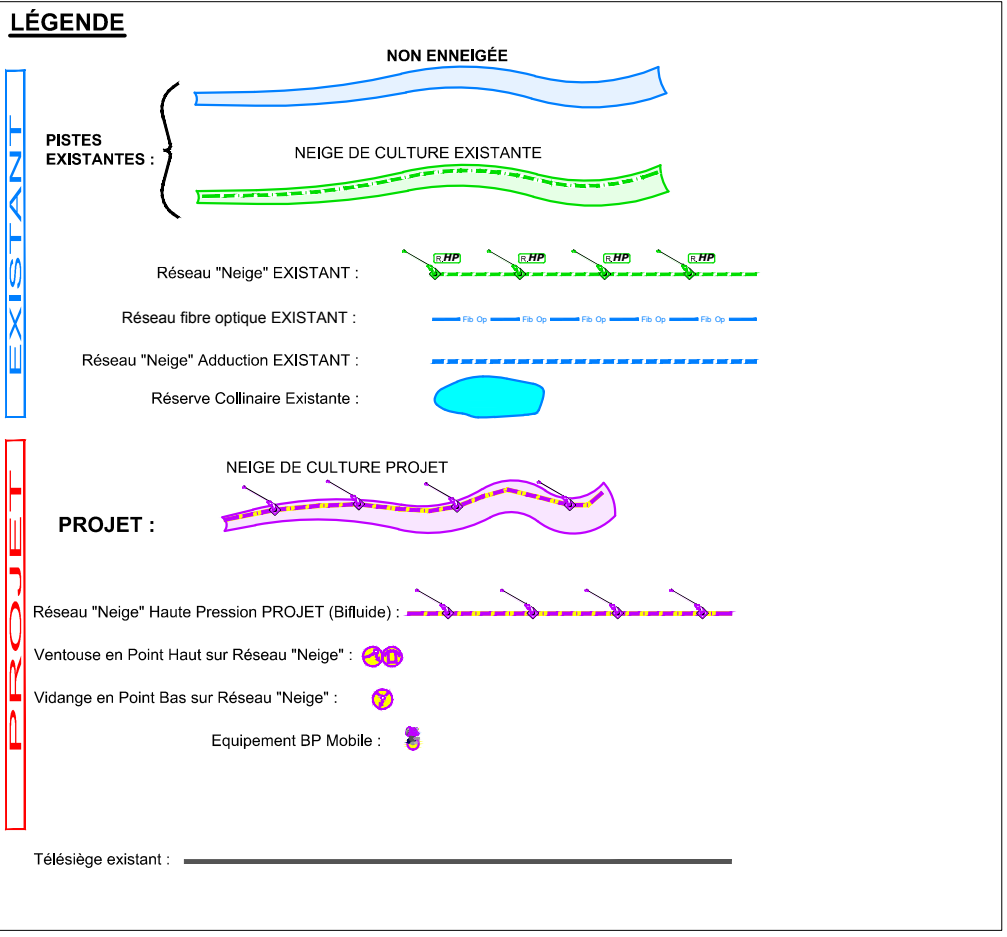 LÉGENDE
NON ENNEIGÉE
EXISTANT
PISTES
EXISTANTES :
NEIGE DE CULTURE EXISTANTE
Réseau "Neige" EXISTANT :
R.HP R.HP R.HP R.HP
Réseau fibre optique EXISTANT :
Fib Op Fib Op Fib Op Fib Op Fib Op
Réseau "Neige" Adduction EXISTANT :
Réserve Collinaire Existante :
PROJET
NEIGE DE CULTURE PROJET
PROJET :
Réseau "Neige" Haute Pression PROJET (Bifluide) :
Ventouse en Point Haut sur Réseau "Neige" :
Vidange en Point Bas sur Réseau "Neige" :
Equipement BP Mobile :
Télésiège existant :